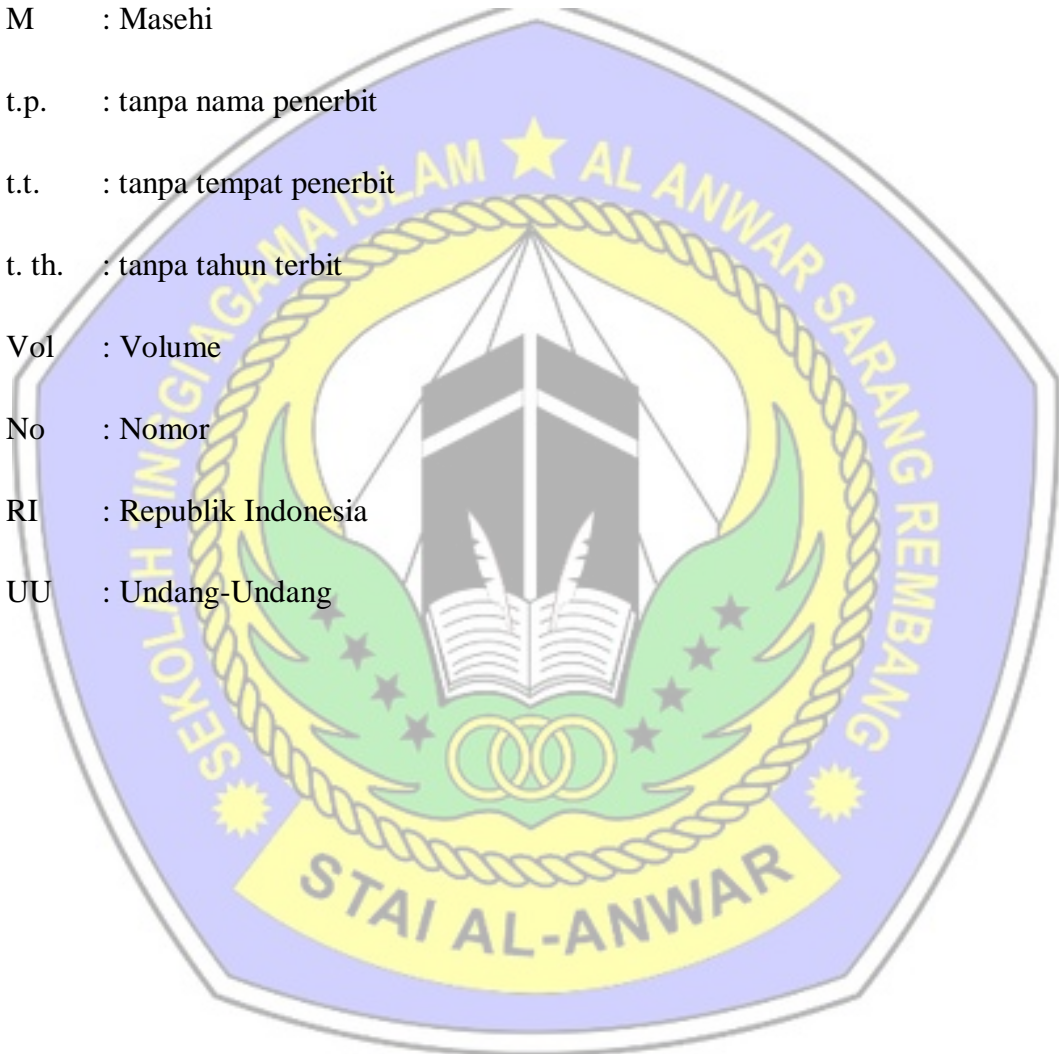 M : Masehi
t.p. : tanpa nama penerbit
t.t. : tanpa tempat penerbit
t. th. : tanpa tahun terbit
Vol : Volume
No : Nomor
RI : Republik Indonesia
UU : Undang-Undang
SEKOLAH TINGGI AGAMA ISLAM ★ AL ANWAR SARANG REMBANG
STAI AL-ANWAR